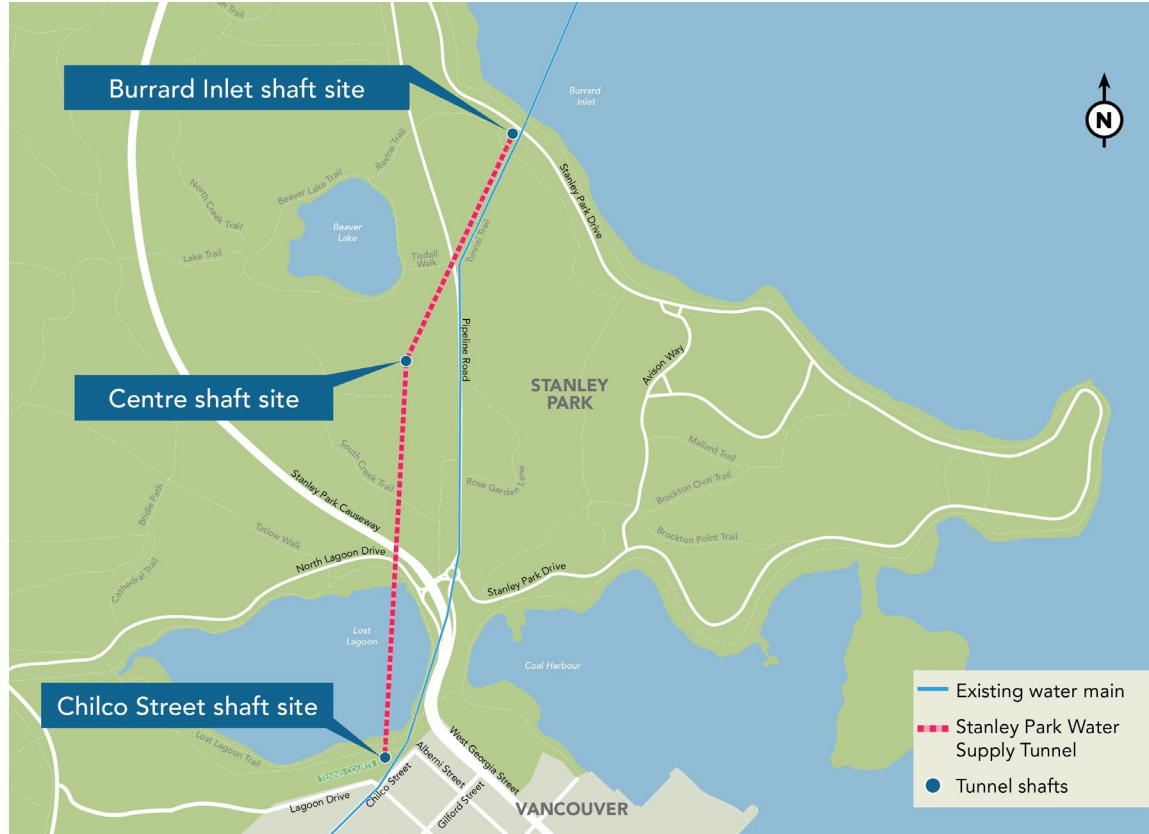 Burrard Inlet shaft site
Burrard
Inlet
N
Ravine Trail
Beaver Lake Trail
North Creek Trail
Stanley Park Drive
Beaver
Lake
Lake Trail
Tisdall
Walk
Tunnel Trail
Pipeline Road
Avison Way
Centre shaft site
STANLEY
PARK
Mallard Trail
South Creek Trail
Rose Garden Lane
Brockton Oval Trail
Stanley Park Causeway
Bridle Path
Tatlow Walk
Brockton Point Trail
North Lagoon Drive
Cathedral Trail
Stanley Park Drive
Lost
Lagoon
Coal Harbour
Chilco Street shaft site
Existing water main
Stanley Park Water
Supply Tunnel
Tunnel shafts
Lost Lagoon Trail
TENNIS COURTS
West Georgia Street
Alberni Street
Chilco Street
Gilford Street
Lagoon Drive
VANCOUVER